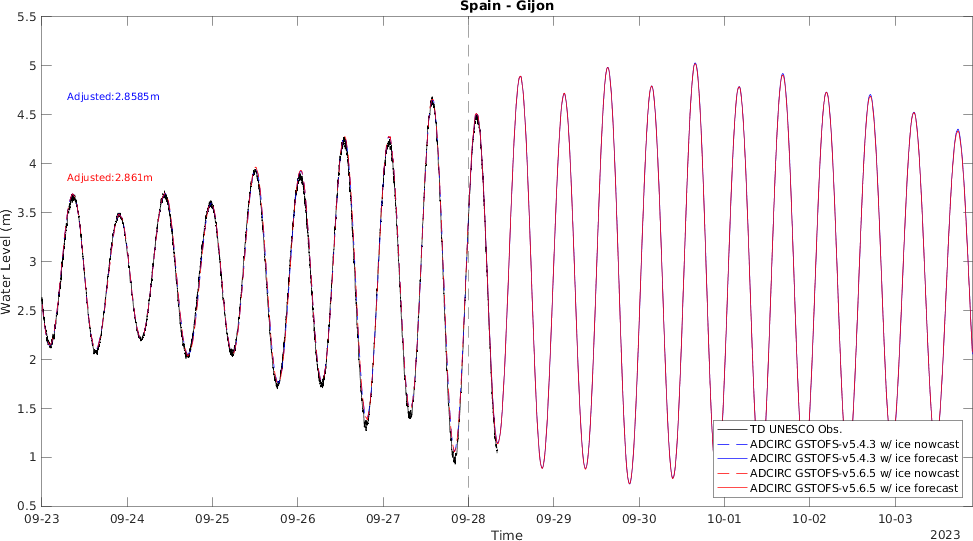 Spain - Gijon
5.5
5
4.5
4
3.5
3
2.5
2
1.5
1
0.5
Water Level (m)
Adjusted:2.8585m
Adjusted:2.861m
TD UNESCO Obs.
ADCIRC GSTOFS-v5.4.3 w/ ice nowcast
ADCIRC GSTOFS-v5.4.3 w/ ice forecast
ADCIRC GSTOFS-v5.6.5 w/ ice nowcast
ADCIRC GSTOFS-v5.6.5 w/ ice forecast
09-23 09-24 09-25 09-26 09-27 09-28 09-29 09-30 10-01 10-02 10-03
Time
2023